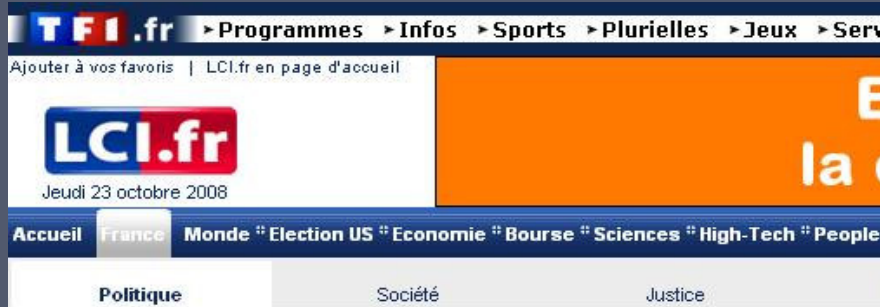 TF1.fr ▸Programmes ▸Infos ▸Sports ▸Plurielles ▸Jeux
Ajouter à vos favoris | LCI.fr en page d'accueil
LCI.fr
la
Jeudi 23 octobre 2008
Accueil France Monde Election US Economie Bourse Sciences High-Tech People
Politique Société Justice